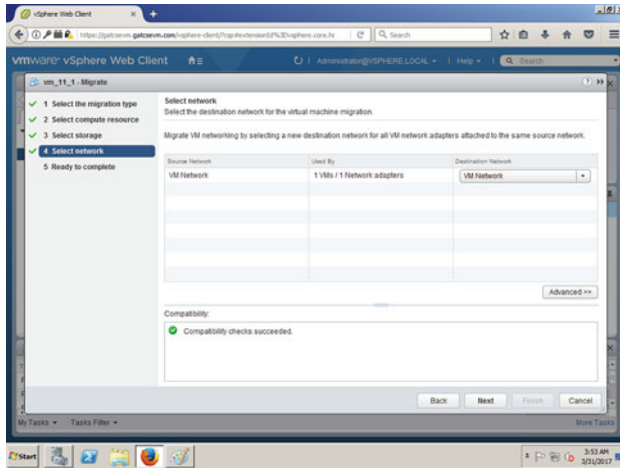 vSphere Web Client
https://gatcsevm.gatcsevm.com/vsphere-client/?csp#extensionId%3Dvsphere.core.h
Search
vmware® vSphere Web Client
Administrator@VSPHERE.LOCAL
Help
Search
vm_11_1 - Migrate
1 Select the migration type
2 Select compute resource
3 Select storage
4 Select network
5 Ready to complete
Select network
Select the destination network for the virtual machine migration.
Migrate VM networking by selecting a new destination network for all VM network adapters attached to the same source network.
Source Network Used By Destination Network
VM Network 1 VMs / 1 Network adapters VM Network
Advanced >>
Compatibility:
Compatibility checks succeeded.
Back Next Finish Cancel
My Tasks Tasks Filter More Tasks
Start
3:53 AM
3/31/2017